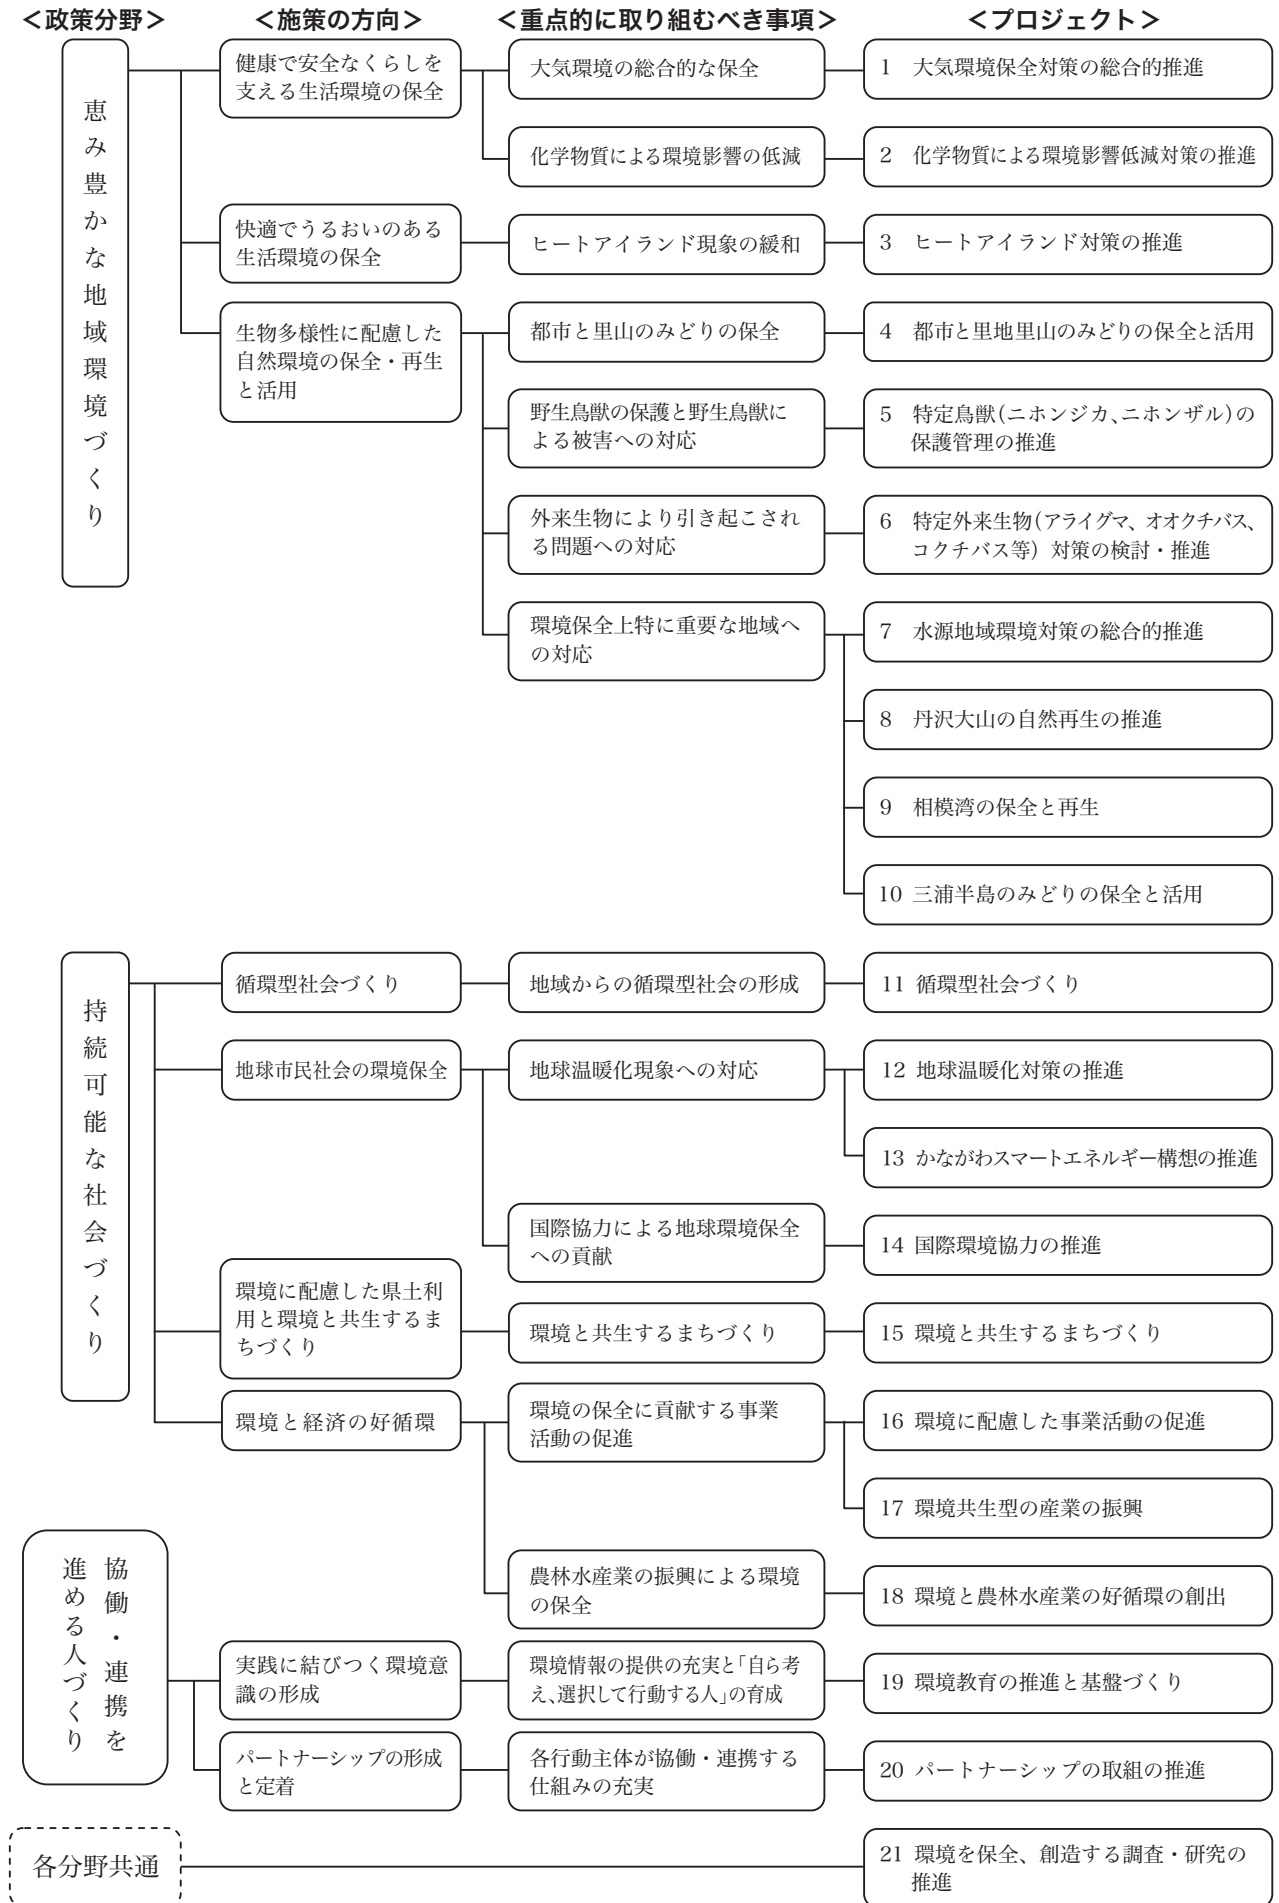 ＜政策分野＞
＜施策の方向＞
＜重点的に取り組むべき事項＞
＜プロジェクト＞
恵み豊かな地域環境づくり
健康で安全なくらしを
支える生活環境の保全
大気環境の総合的な保全
1 大気環境保全対策の総合的推進
化学物質による環境影響の低減
2 化学物質による環境影響低減対策の推進
快適でうるおいのある
生活環境の保全
ヒートアイランド現象の緩和
3 ヒートアイランド対策の推進
生物多様性に配慮した
自然環境の保全・再生
と活用
都市と里山のみどりの保全
4 都市と里地里山のみどりの保全と活用
野生鳥獣の保護と野生鳥獣に
よる被害への対応
5 特定鳥獣(ニホンジカ、ニホンザル)の
保護管理の推進
外来生物により引き起こされ
る問題への対応
6 特定外来生物(アライグマ、オオクチバス、
コクチバス等) 対策の検討・推進
環境保全上特に重要な地域へ
の対応
7 水源地域環境対策の総合的推進
8 丹沢大山の自然再生の推進
9 相模湾の保全と再生
10 三浦半島のみどりの保全と活用
持続可能な社会づくり
循環型社会づくり
地域からの循環型社会の形成
11 循環型社会づくり
地球市民社会の環境保全
地球温暖化現象への対応
12 地球温暖化対策の推進
13 かながわスマートエネルギー構想の推進
国際協力による地球環境保全
への貢献
14 国際環境協力の推進
環境に配慮した県土利
用と環境と共生するま
ちづくり
環境と共生するまちづくり
15 環境と共生するまちづくり
環境と経済の好循環
環境の保全に貢献する事業
活動の促進
16 環境に配慮した事業活動の促進
17 環境共生型の産業の振興
農林水産業の振興による環境
の保全
18 環境と農林水産業の好循環の創出
協働・連携を
進める人づくり
実践に結びつく環境意
識の形成
環境情報の提供の充実と「自ら考
え、選択して行動する人」の育成
19 環境教育の推進と基盤づくり
パートナーシップの形成
と定着
各行動主体が協働・連携する
仕組みの充実
20 パートナーシップの取組の推進
各分野共通
21 環境を保全、創造する調査・研究の
推進